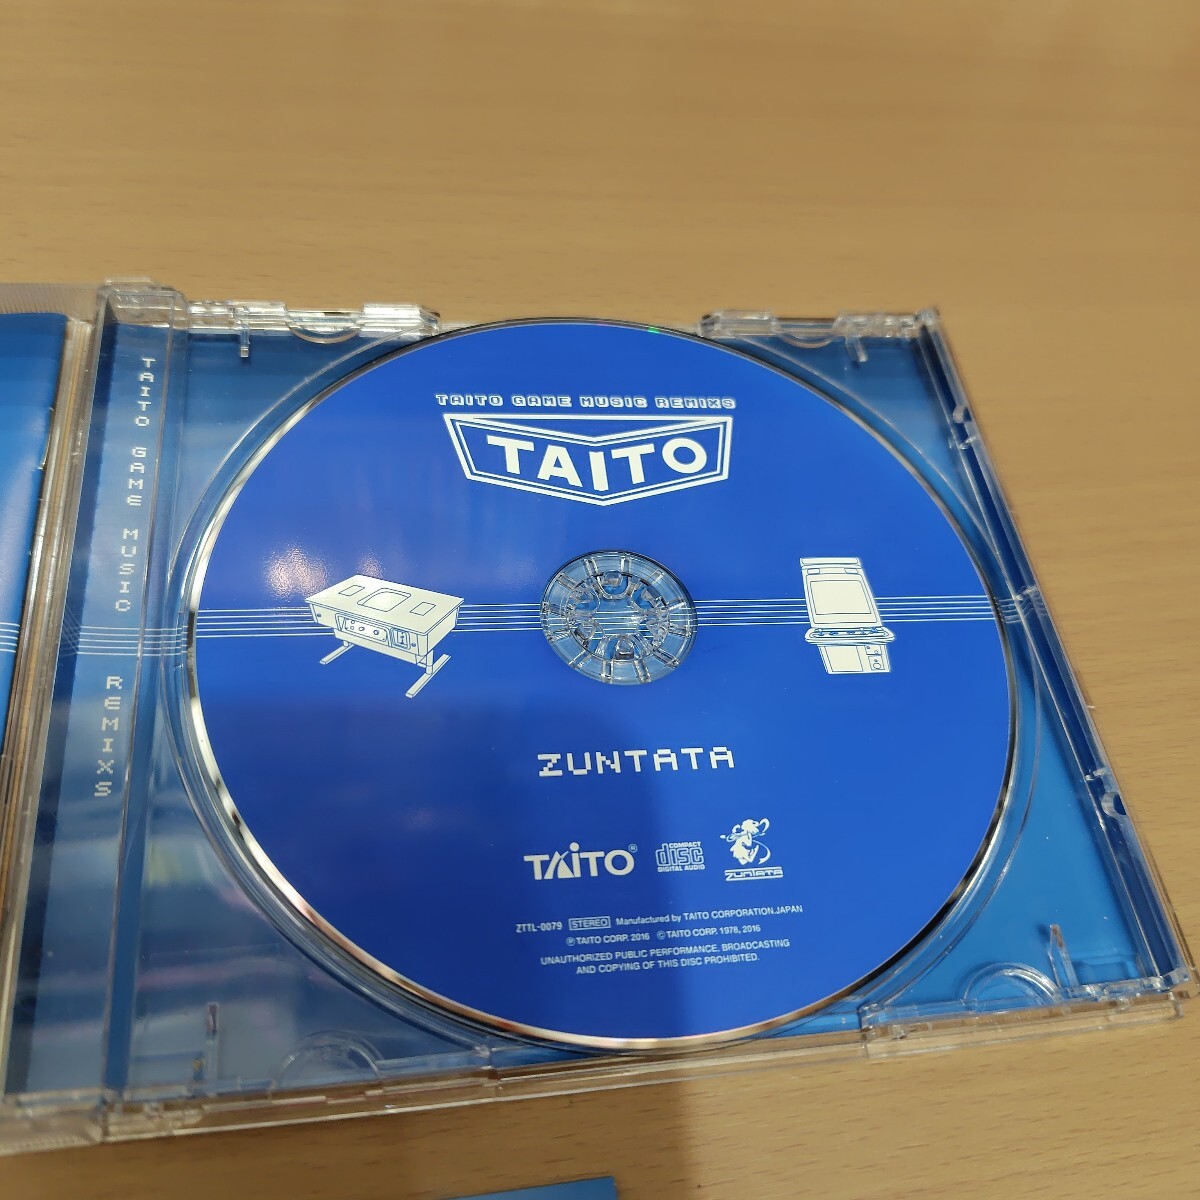 TAITO GAME MUSIC REMIXS
TAITO GAME MUSIC REMIXS
TAITO
ZUNTATA
TAITO®
COMPACT
disc
DIGITAL AUDIO
ZUNTATA
ZTTL-0079 STEREO Manufactured by TAITO CORPORATION.JAPAN
℗TAITO CORP. 2016 ©TAITO CORP. 1978, 2016
UNAUTHORIZED PUBLIC PERFORMANCE, BROADCASTING
AND COPYING OF THIS DISC PROHIBITED.